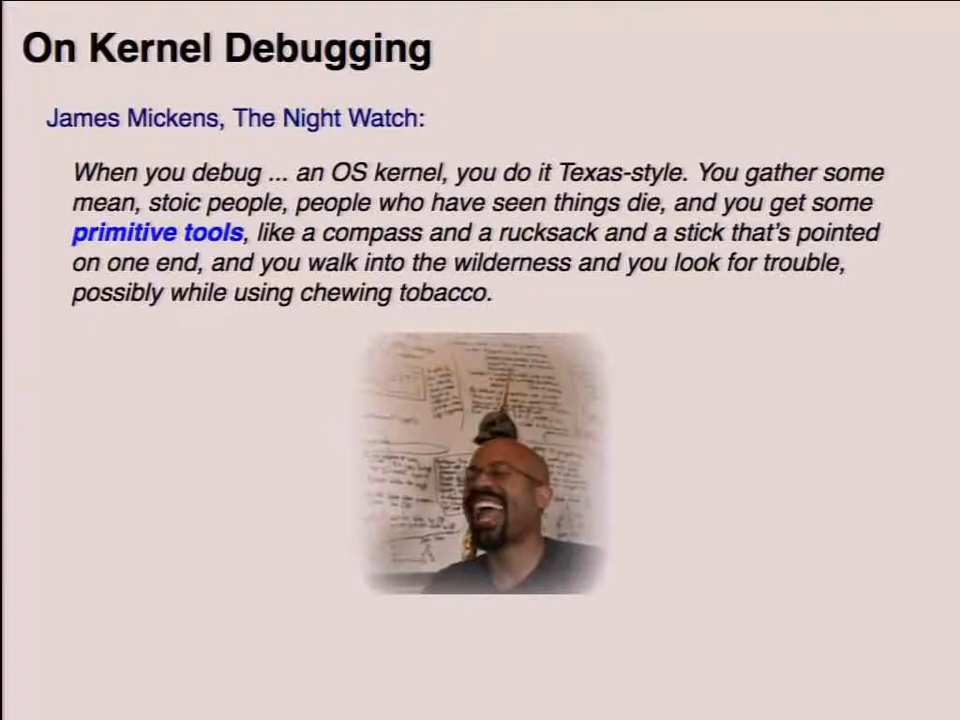 On Kernel Debugging
James Mickens, The Night Watch:
When you debug ... an OS kernel, you do it Texas-style. You gather some
mean, stoic people, people who have seen things die, and you get some
primitive tools, like a compass and a rucksack and a stick that's pointed
on one end, and you walk into the wilderness and you look for trouble,
possibly while using chewing tobacco.